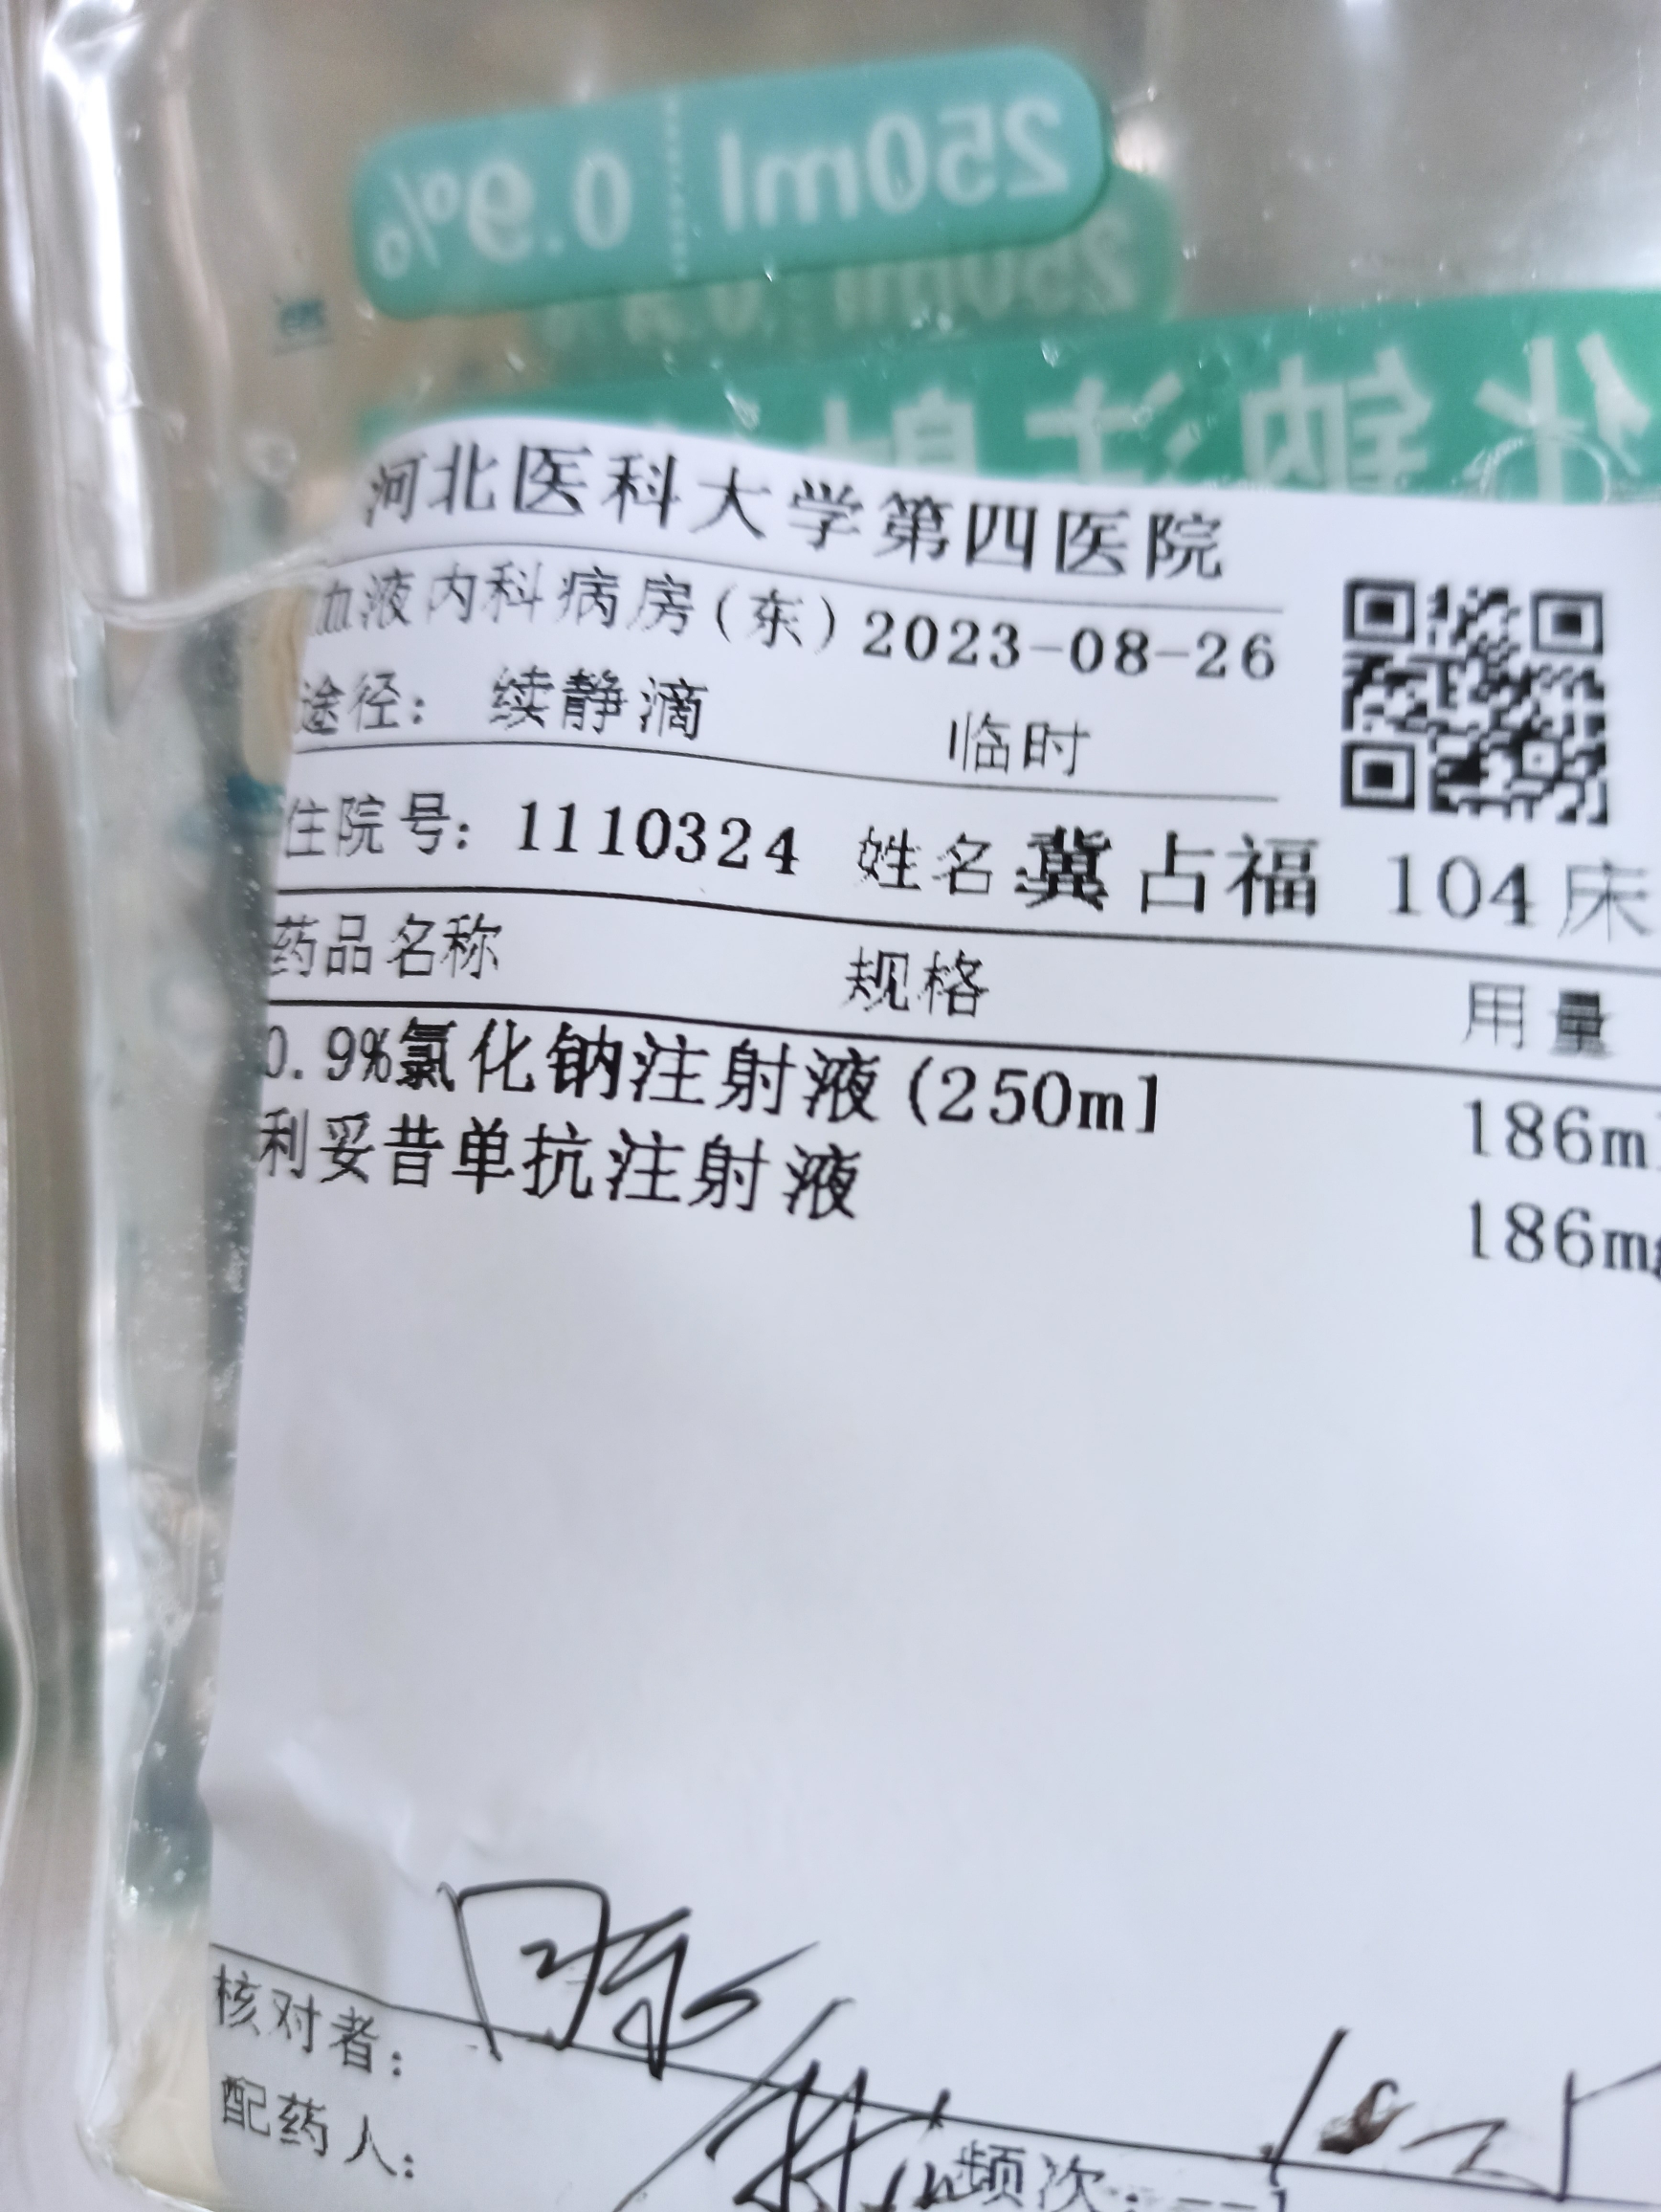 250ml 0.9%
河北医科大学第四医院
血液内科病房(东)2023-08-26
途径: 续静滴 临时
住院号: 1110324 姓名:冀占福 104床
药品名称 规格 用量
0.9%氯化钠注射液(250ml 186ml
利妥昔单抗注射液 186mg
核对者:
配药人:
频次: